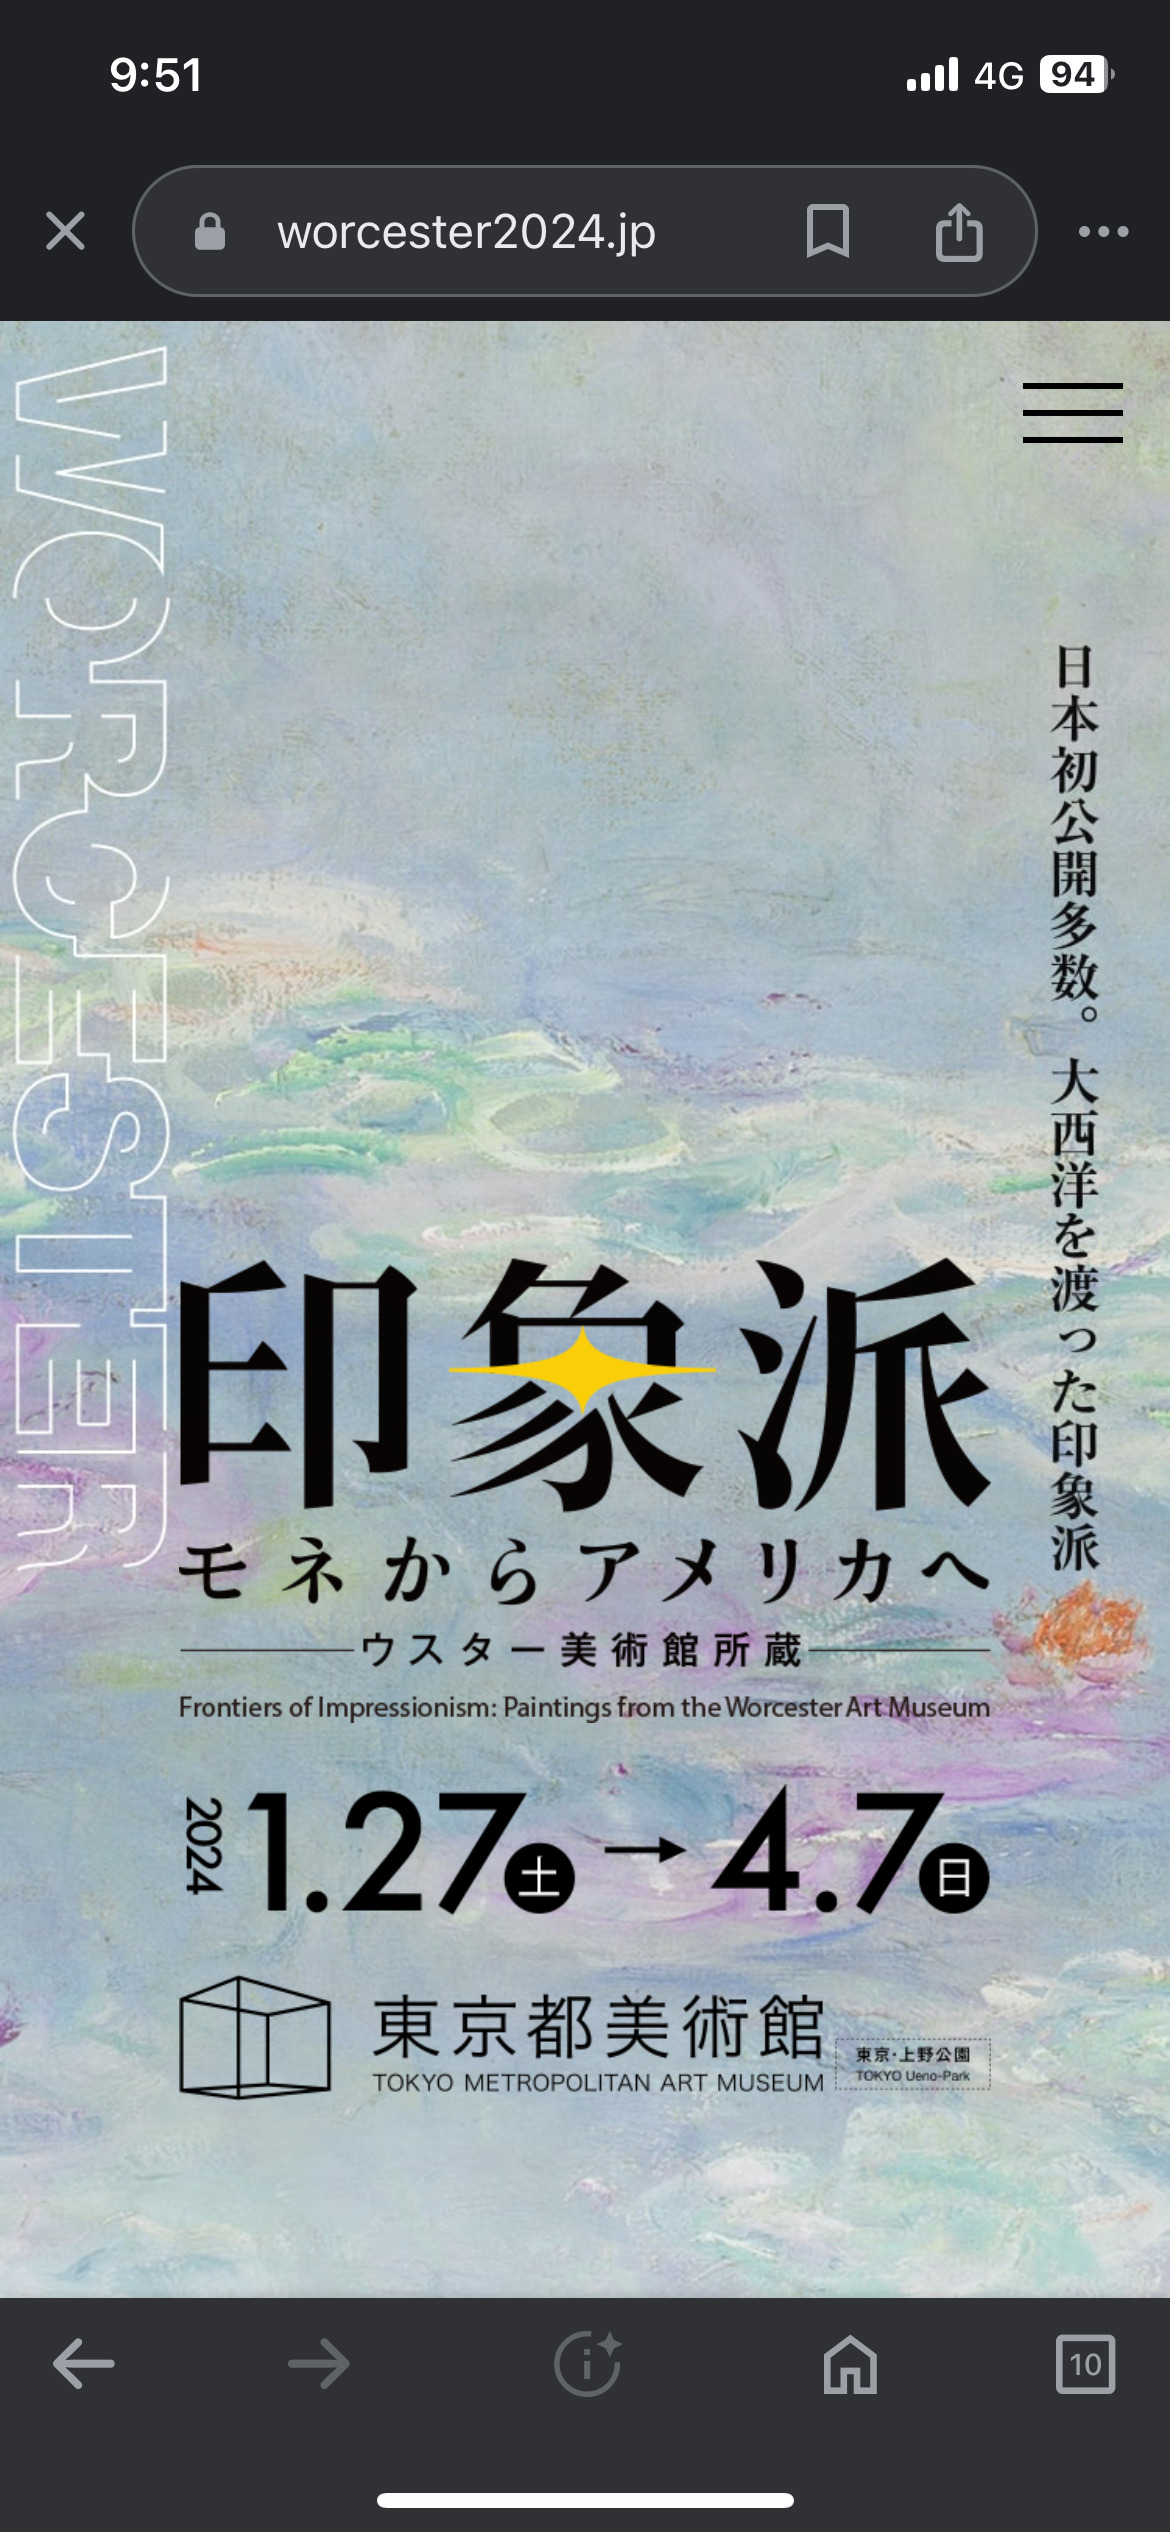 9:51
4G 94
worcester2024.jp
WORCESTER
日本初公開多数。大西洋を渡った印象派
印象派
モネからアメリカへ
ウスター美術館所蔵
Frontiers of Impressionism: Paintings from the Worcester Art Museum
2024 1.27土→4.7日
東京都美術館
TOKYO METROPOLITAN ART MUSEUM
東京・上野公園
TOKYO Ueno-Park
10